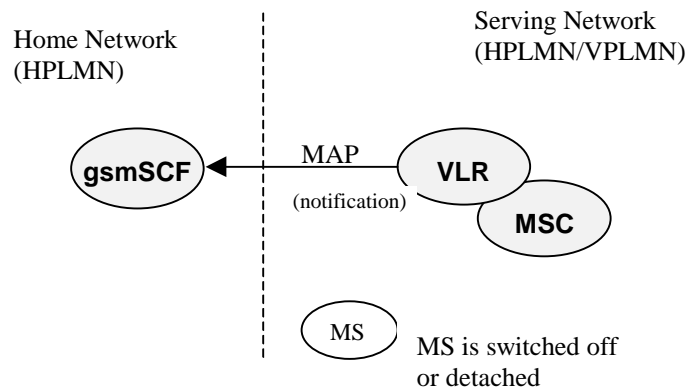 Home Network
(HPLMN)
Serving Network
(HPLMN/VPLMN)
gsmSCF
MAP
(notification)
VLR
MSC
MS
MS is switched off
or detached